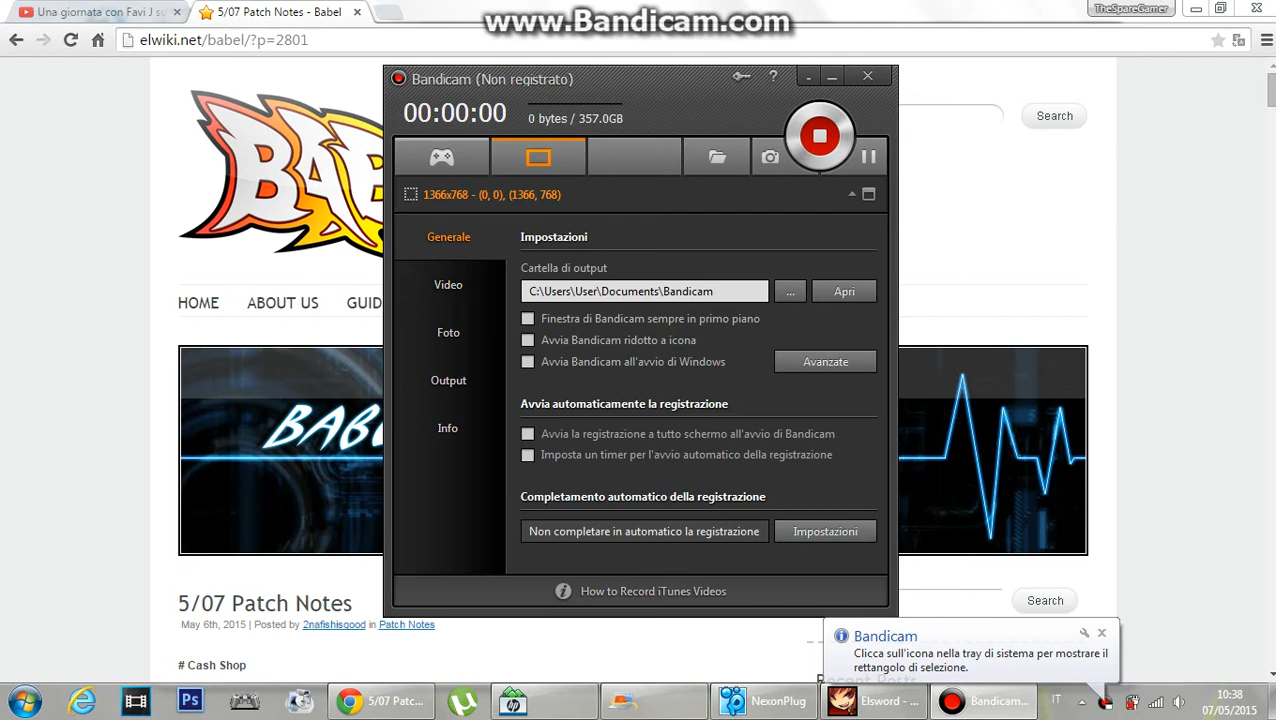 www.Bandicam.com
Una giornata con Favi J su
5/07 Patch Notes - Babel
TheSpareGamer
elwiki.net/babel/?p=2801
Bandicam (Non registrato)
00:00:00
0 bytes / 357.0GB
Search
1366x768 - (0, 0), (1366, 768)
HOME
ABOUT US
GUID
Generale
Video
Foto
Output
Info
Impostazioni
Cartella di output
C:\Users\User\Documents\Bandicam
...
Apri
Finestra di Bandicam sempre in primo piano
Avvia Bandicam ridotto a icona
Avvia Bandicam all'avvio di Windows
Avanzate
Avvia automaticamente la registrazione
Avvia la registrazione a tutto schermo all'avvio di Bandicam
Imposta un timer per l'avvio automatico della registrazione
Completamento automatico della registrazione
Non completare in automatico la registrazione
Impostazioni
How to Record iTunes Videos
5/07 Patch Notes
May 6th, 2015 | Posted by 2nafishisgood in Patch Notes
# Cash Shop
Search
Recent Posts
Bandicam
Clicca sull'icona nella tray di sistema per mostrare il
rettangolo di selezione.
Ps
5/07 Patc...
hp
NexonPlug
Elsword - ...
Bandicam...
IT
10:38
07/05/2015